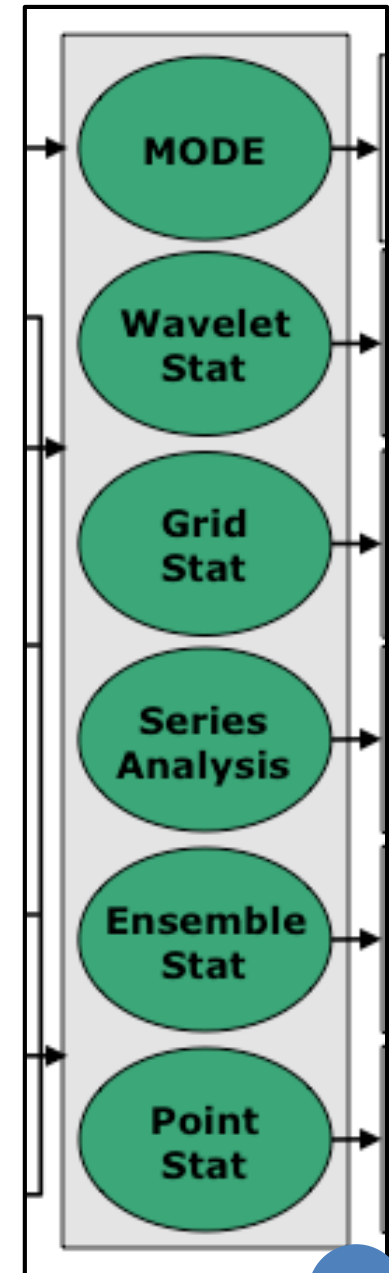 MODE
Wavelet
Stat
Grid
Stat
Series
Analysis
Ensemble
Stat
Point
Stat